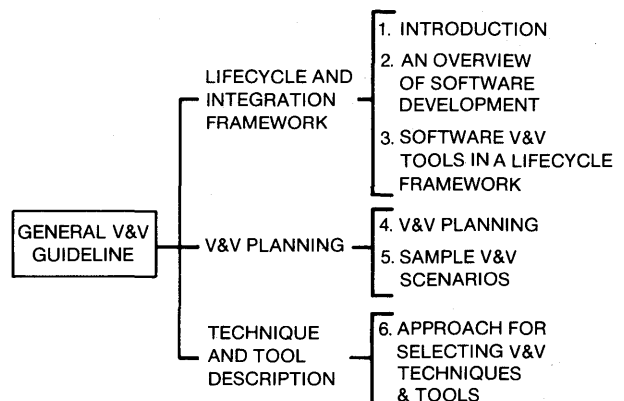 GENERAL V&V
GUIDELINE
LIFECYCLE AND
INTEGRATION
FRAMEWORK
1. INTRODUCTION
2. AN OVERVIEW
OF SOFTWARE
DEVELOPMENT
3. SOFTWARE V&V
TOOLS IN A LIFECYCLE
FRAMEWORK
V&V PLANNING
4. V&V PLANNING
5. SAMPLE V&V
SCENARIOS
TECHNIQUE
AND TOOL
DESCRIPTION
6. APPROACH FOR
SELECTING V&V
TECHNIQUES
& TOOLS